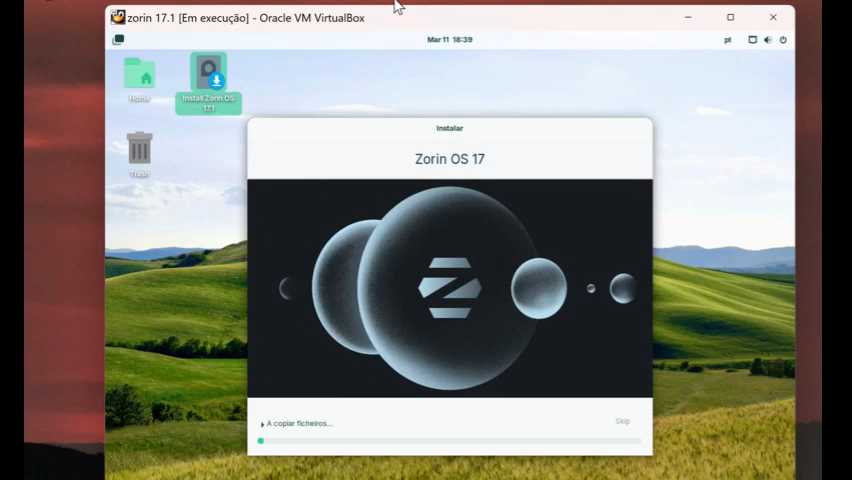 zorin 17.1 [Em execução] - Oracle VM VirtualBox
Mar 11 18:39
pt
Home
Install Zorin OS
17.1
Trash
Instalar
Zorin OS 17
A copiar ficheiros...
Skip